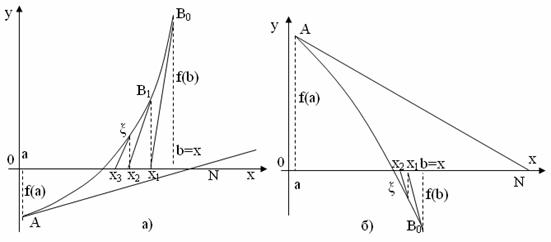 y
B₀
B₁
f(b)
ξ
0
a
b=x
x₃
x₂
x₁
N
x
f(a)
A
а)
y
A
f(a)
0
x₂
x₁
b=x
x
a
ξ
f(b)
N
B₀
б)